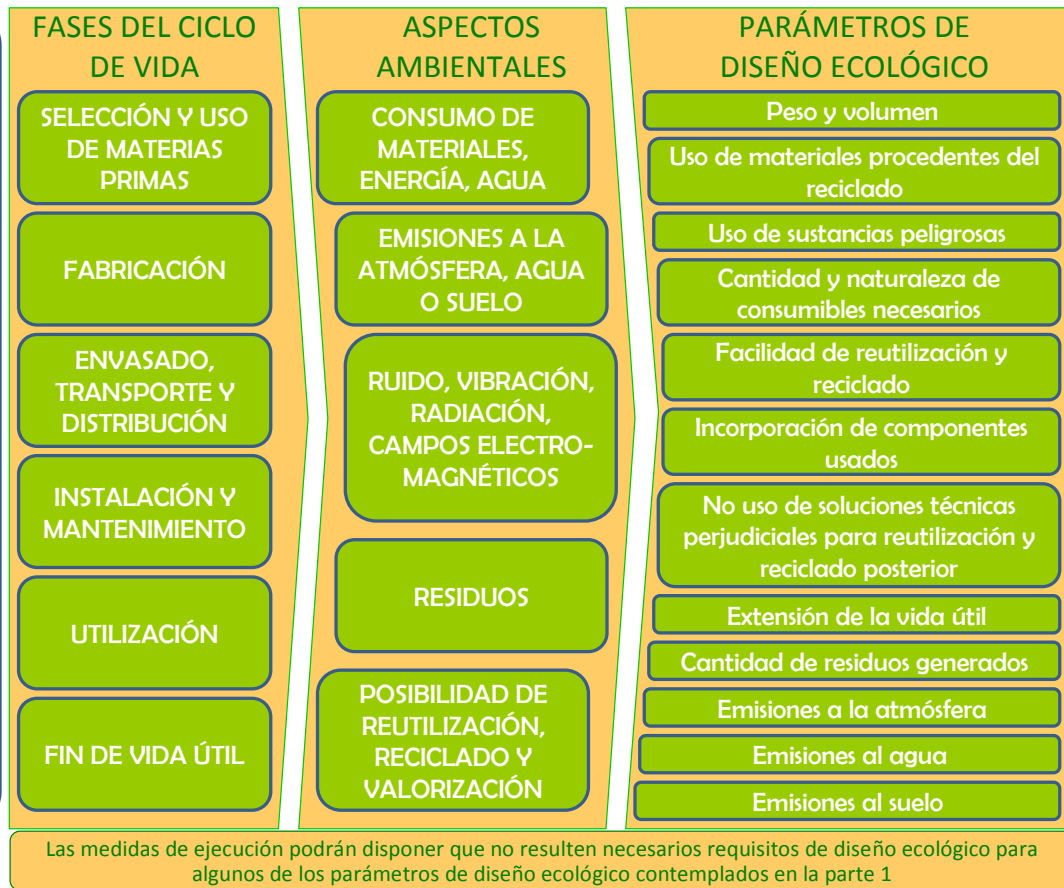 FASES DEL CICLO
DE VIDA
SELECCIÓN Y USO
DE MATERIAS
PRIMAS
FABRICACIÓN
ENVASADO,
TRANSPORTE Y
DISTRIBUCIÓN
INSTALACIÓN Y
MANTENIMIENTO
UTILIZACIÓN
FIN DE VIDA ÚTIL
ASPECTOS
AMBIENTALES
CONSUMO DE
MATERIALES,
ENERGÍA, AGUA
EMISIONES A LA
ATMÓSFERA, AGUA
O SUELO
RUIDO, VIBRACIÓN,
RADIACIÓN,
CAMPOS ELECTRO-
MAGNÉTICOS
RESIDUOS
POSIBILIDAD DE
REUTILIZACIÓN,
RECICLADO Y
VALORIZACIÓN
PARÁMETROS DE
DISEÑO ECOLÓGICO
Peso y volumen
Uso de materiales procedentes del
reciclado
Uso de sustancias peligrosas
Cantidad y naturaleza de
consumibles necesarios
Facilidad de reutilización y
reciclado
Incorporación de componentes
usados
No uso de soluciones técnicas
perjudiciales para reutilización y
reciclado posterior
Extensión de la vida útil
Cantidad de residuos generados
Emisiones a la atmósfera
Emisiones al agua
Emisiones al suelo
Las medidas de ejecución podrán disponer que no resulten necesarios requisitos de diseño ecológico para
algunos de los parámetros de diseño ecológico contemplados en la parte 1